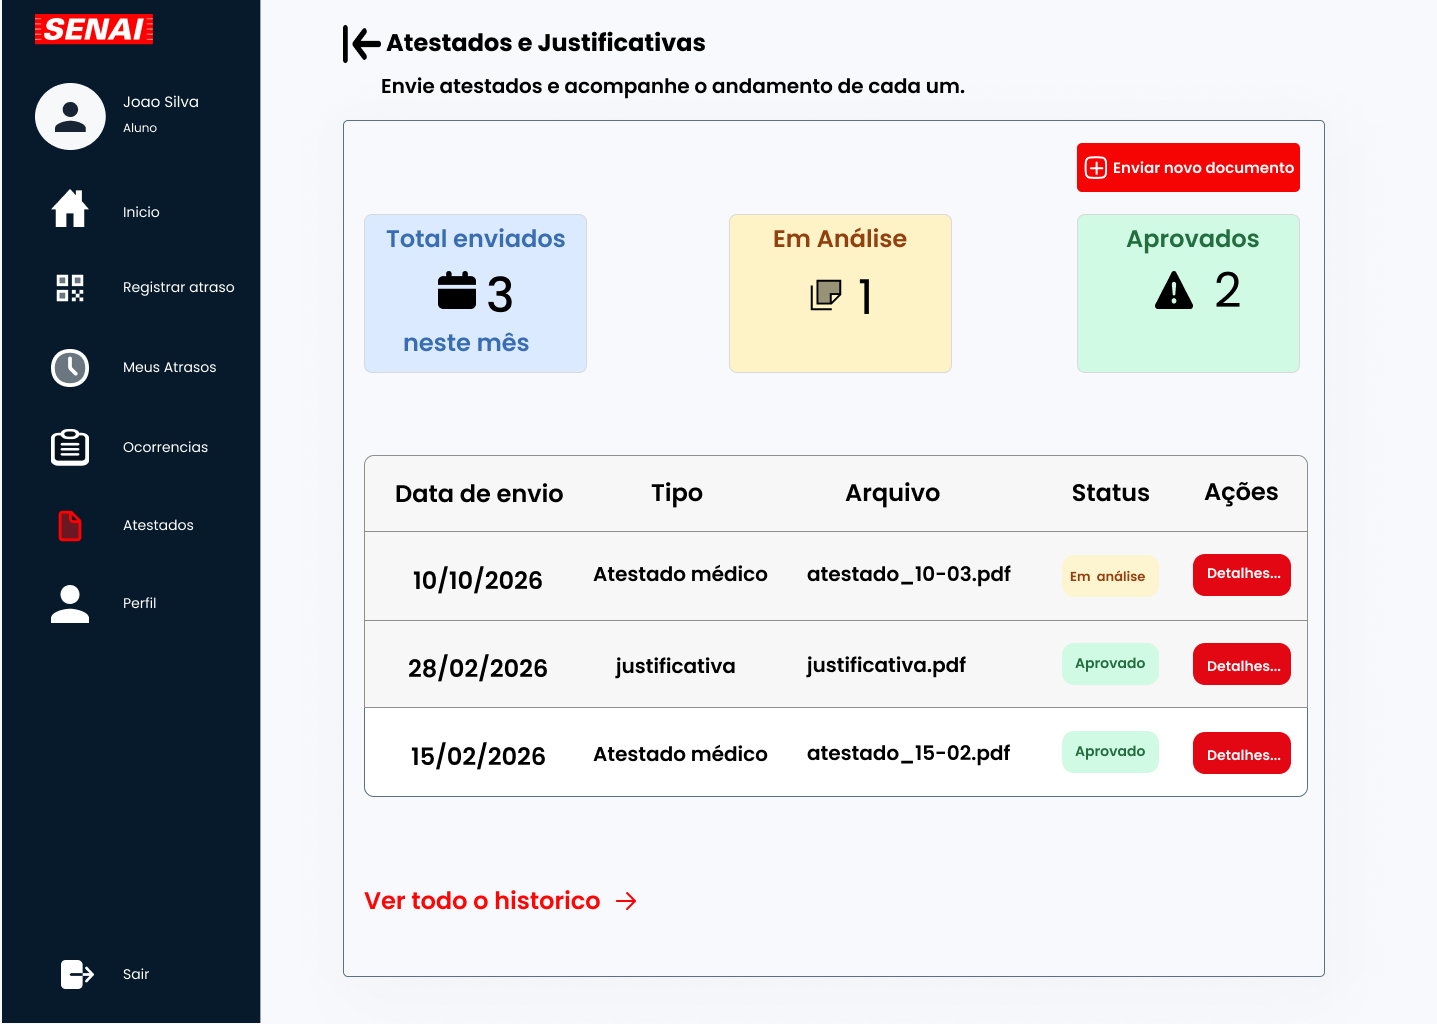 SENAI
Joao Silva
Aluno
Inicio
Registrar atraso
Meus Atrasos
Ocorrencias
Atestados
Perfil
Sair
Atestados e Justificativas
Envie atestados e acompanhe o andamento de cada um.
Enviar novo documento
Total enviados
3
neste mês
Em Análise
1
Aprovados
2
Data de envio Tipo Arquivo Status Ações
10/10/2026 Atestado médico atestado_10-03.pdf Em análise Detalhes...
28/02/2026 justificativa justificativa.pdf Aprovado Detalhes...
15/02/2026 Atestado médico atestado_15-02.pdf Aprovado Detalhes...
Ver todo o historico